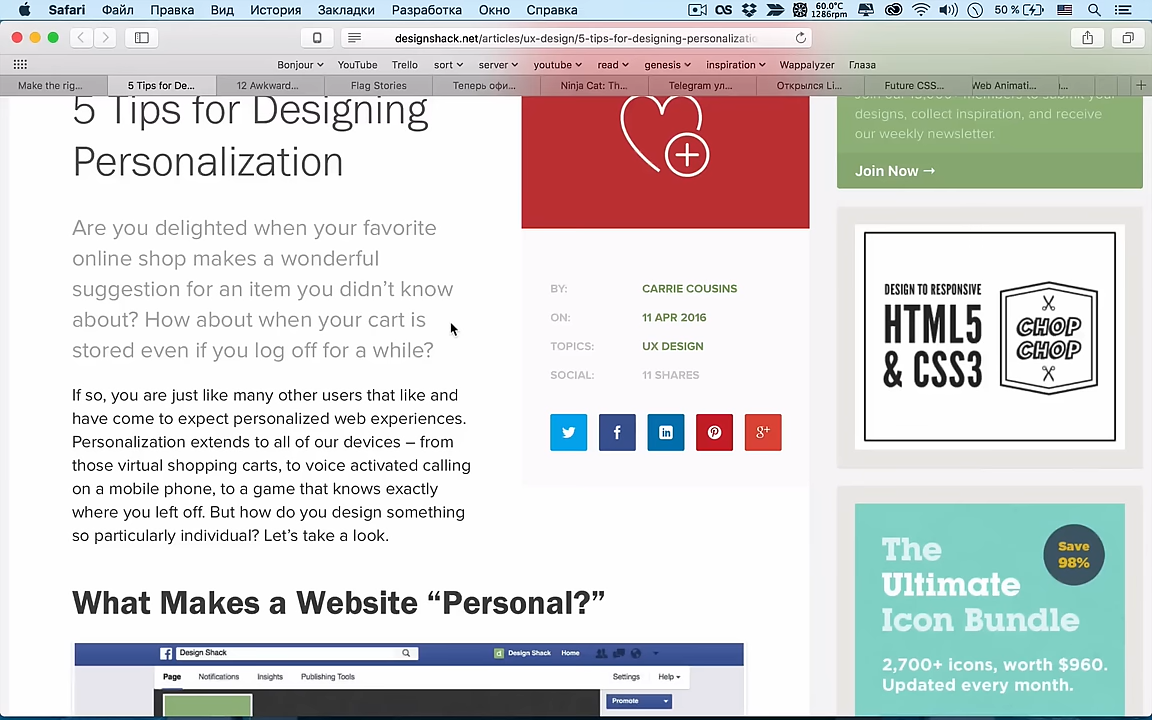 Safari Файл Правка Вид История Закладки Разработка Окно Справка
60.0°C
1286rpm
50 %
designshack.net/articles/ux-design/5-tips-for-designing-personalizatio
Bonjour YouTube Trello sort server youtube read genesis inspiration Wappalyzer Глаза
Make the rig... 5 Tips for De... 12 Awkward... Flag Stories Теперь офи... Ninja Cat: Th... Telegram ул... Открылся Li... Future CSS... Web Animati...
5 Tips for Designing
Personalization
Are you delighted when your favorite
online shop makes a wonderful
suggestion for an item you didn’t know
about? How about when your cart is
stored even if you log off for a while?
If so, you are just like many other users that like and
have come to expect personalized web experiences.
Personalization extends to all of our devices – from
those virtual shopping carts, to voice activated calling
on a mobile phone, to a game that knows exactly
where you left off. But how do you design something
so particularly individual? Let’s take a look.
What Makes a Website “Personal?”
Design Shack
Design Shack Home
Page Notifications Insights Publishing Tools Settings Help
Promote
BY: CARRIE COUSINS
ON: 11 APR 2016
TOPICS: UX DESIGN
SOCIAL: 11 SHARES
designs, collect inspiration, and receive
our weekly newsletter.
Join Now →
DESIGN TO RESPONSIVE
HTML5
& CSS3
CHOP
CHOP
The
Ultimate
Icon Bundle
Save
98%
2,700+ icons, worth $960.
Updated every month.